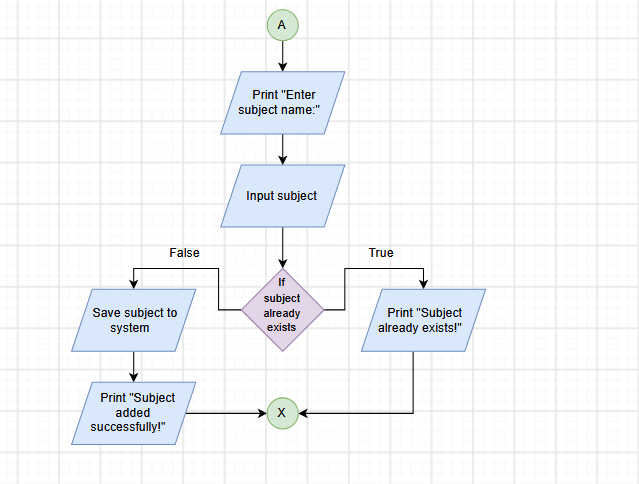 A
Print "Enter
subject name:"
Input subject
False
True
If
subject
already
exists
Save subject to
system
Print "Subject
already exists!"
Print "Subject
added
successfully!"
X